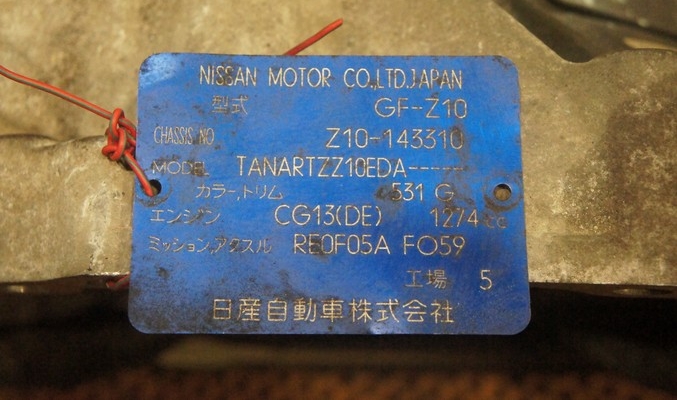 NISSAN MOTOR CO.,LTD.JAPAN
型式 GF-Z10
CHASSIS NO Z10-143310
MODEL TANARTZZ10EDA-----
カラー,トリム 531 G
エンジン CG13(DE) 1274 cc
ミッション,アクスル RE0F05A FO59
工場 5
日産自動車株式会社